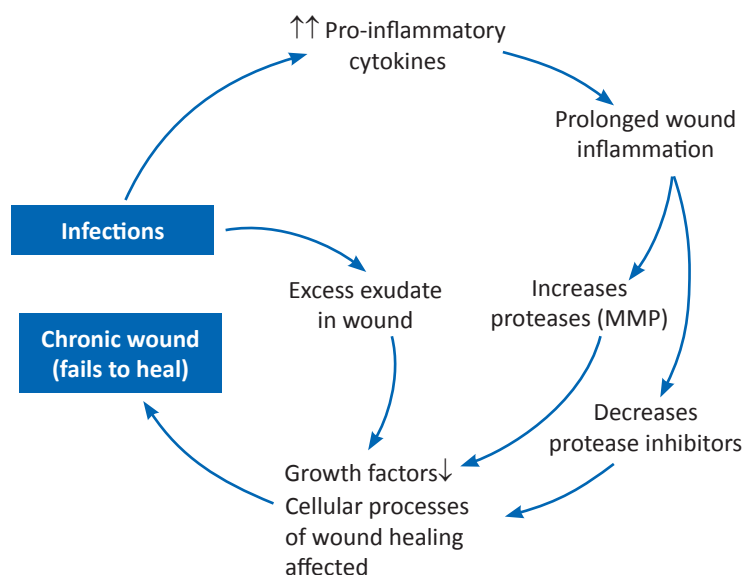 ↑↑ Pro-inflammatory
cytokines
Prolonged wound
inflammation
Infections
Excess exudate
in wound
Increases
proteases (MMP)
Chronic wound
(fails to heal)
Decreases
protease inhibitors
Growth factors↓
Cellular processes
of wound healing
affected